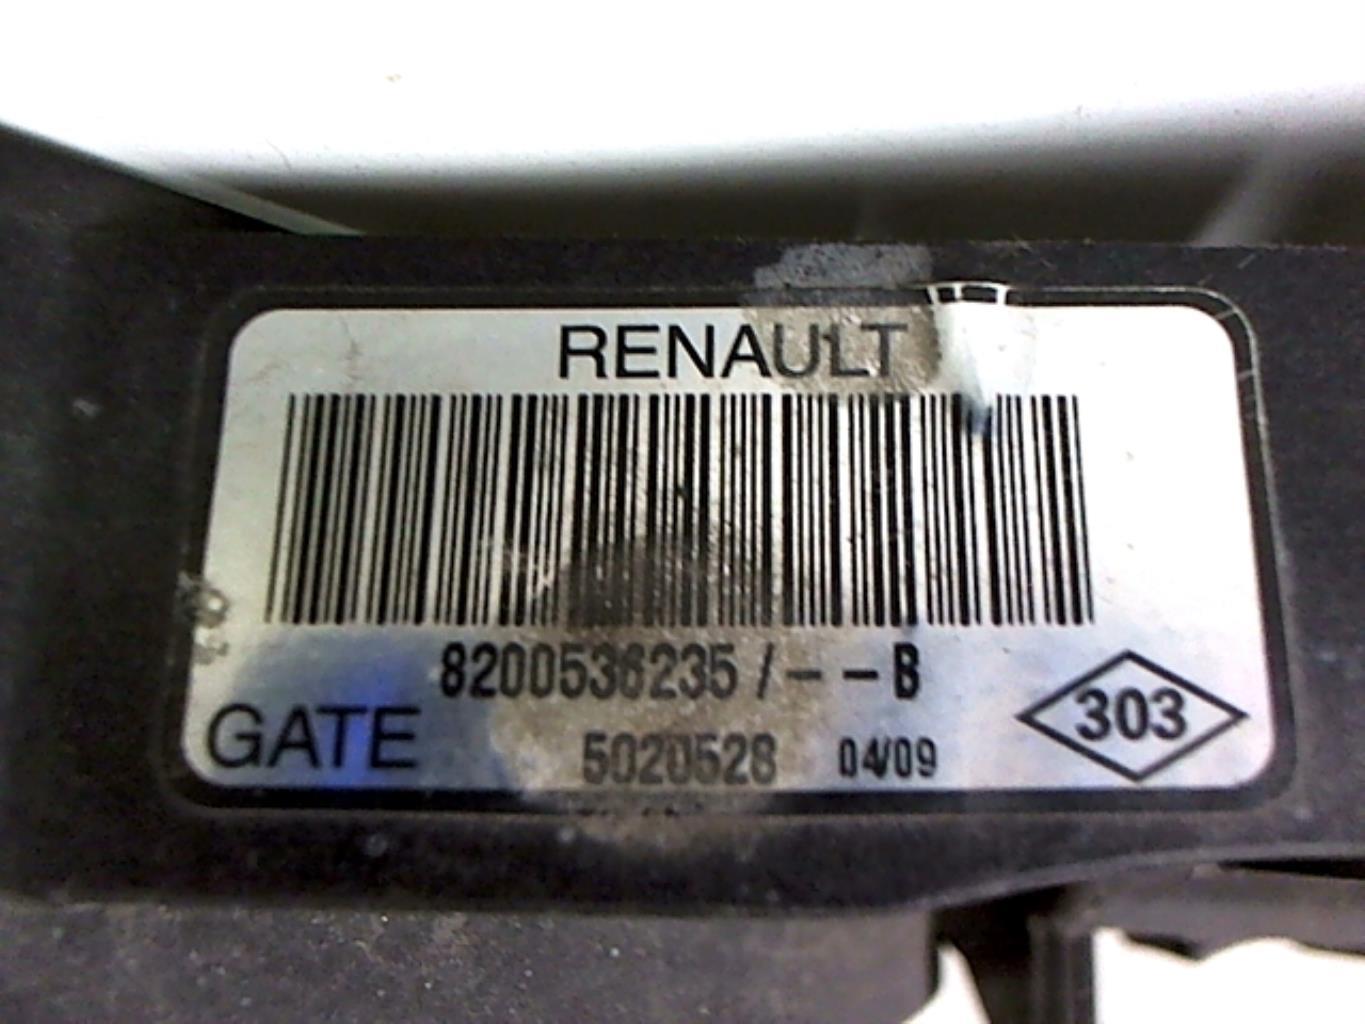 RENAULT
8200536235/--B
GATE 5020528 04/09 303